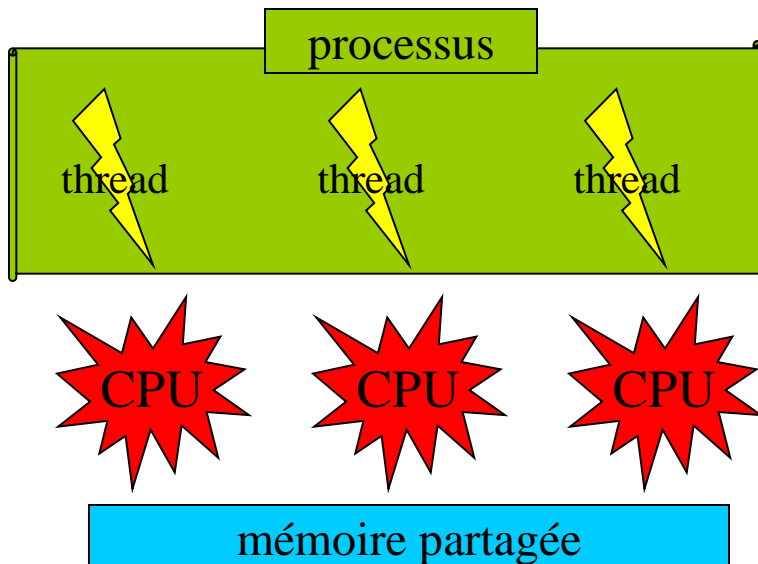 processus
thread thread thread
CPU CPU CPU
mémoire partagée